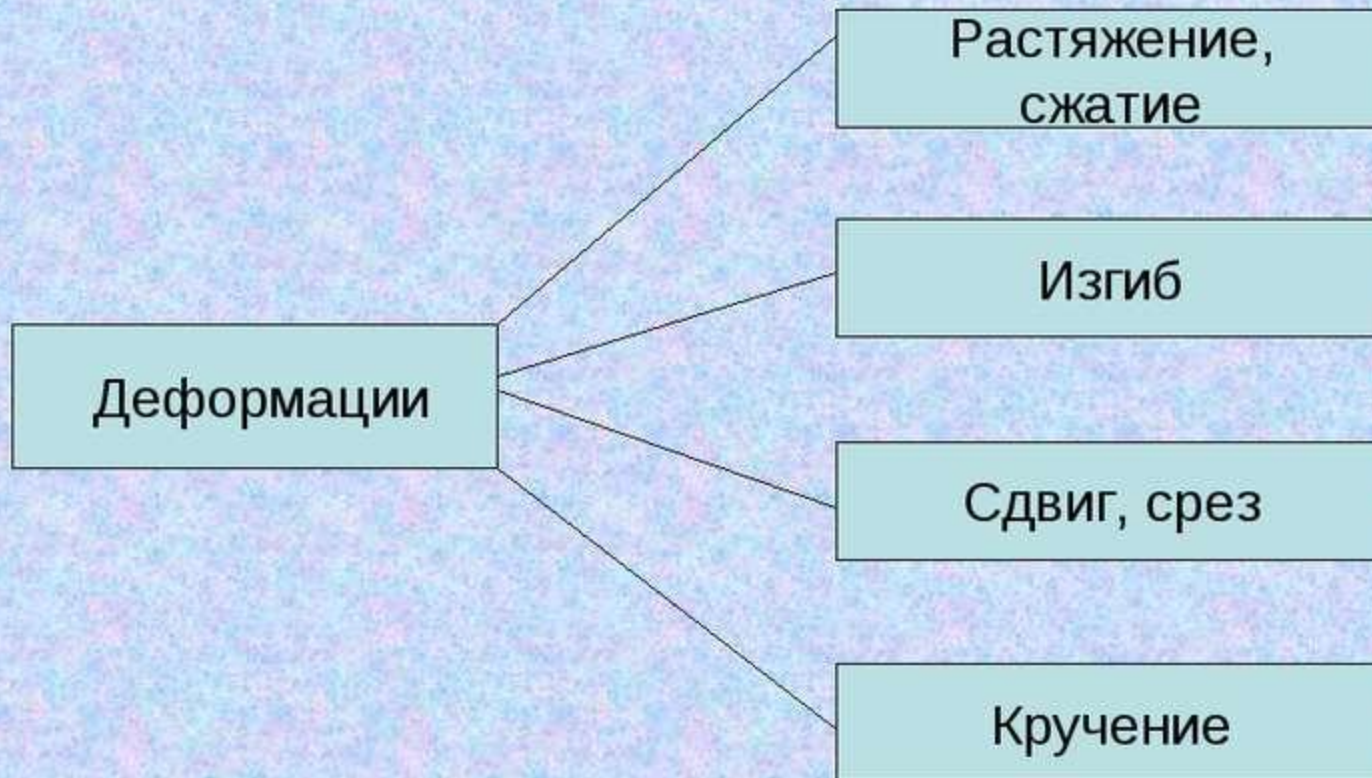 Растяжение,
сжатие
Изгиб
Деформации
Сдвиг, срез
Кручение